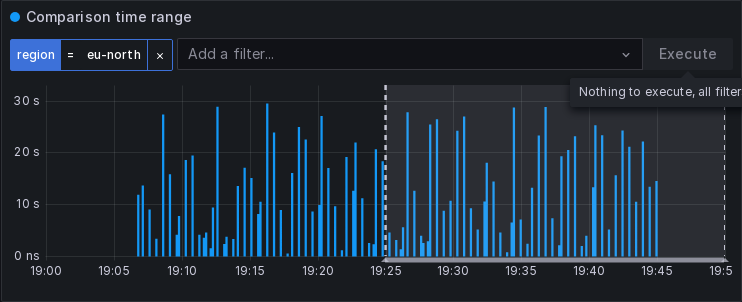 Comparison time range
region = eu-north × Add a filter... Execute
Nothing to execute, all filter
30 s
20 s
10 s
0 ns
19:00 19:05 19:10 19:15 19:20 19:25 19:30 19:35 19:40 19:45 19:5